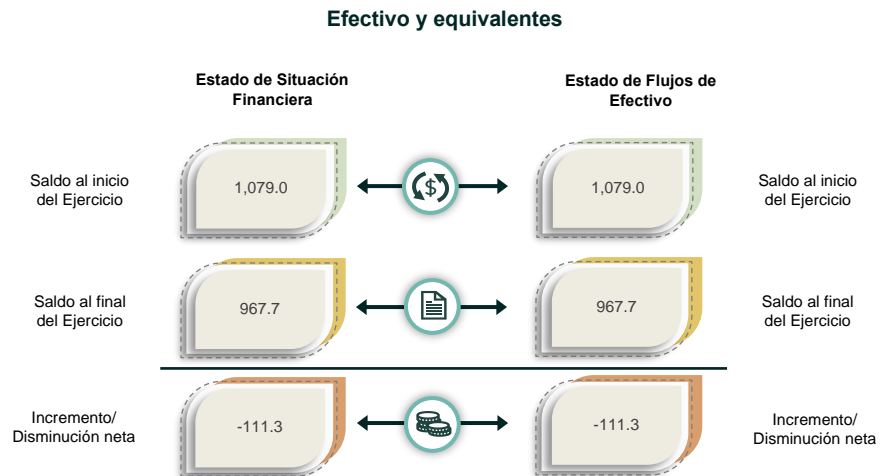 Efectivo y equivalentes
Estado de Situación
Financiera
Estado de Flujos de
Efectivo
Saldo al inicio
del Ejercicio
1,079.0
$
1,079.0
Saldo al inicio
del Ejercicio
Saldo al final
del Ejercicio
967.7
967.7
Saldo al final
del Ejercicio
Incremento/
Disminución neta
-111.3
-111.3
Incremento/
Disminución neta